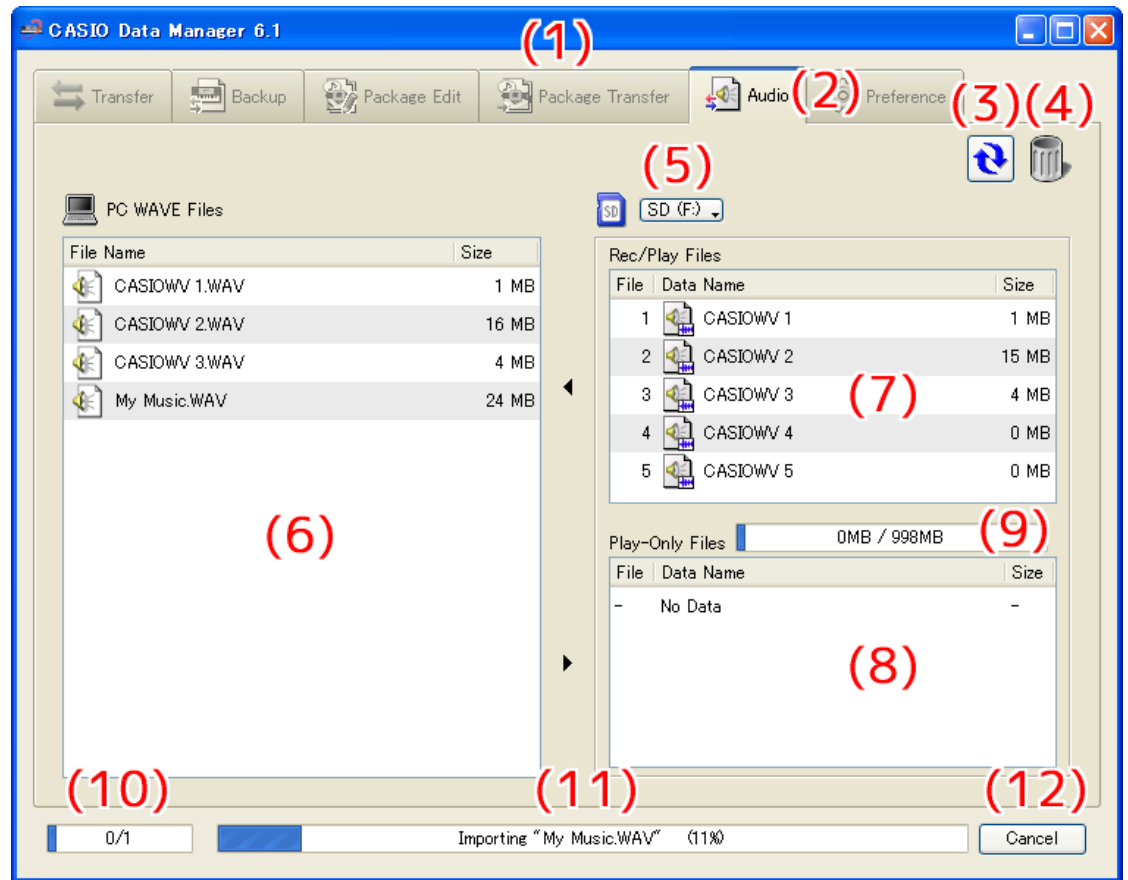 CASIO Data Manager 6.1
(1)
Transfer Backup Package Edit Package Transfer Audio (2) Preference
(3) (4)
(5)
PC WAVE Files
SD SD (F:)
File Name Size
CASIOWV 1.WAV 1 MB
CASIOWV 2.WAV 16 MB
CASIOWV 3.WAV 4 MB
My Music.WAV 24 MB
(6)
Rec/Play Files
File Data Name Size
1 CASIOWV 1 1 MB
2 CASIOWV 2 15 MB
3 CASIOWV 3 4 MB
4 CASIOWV 4 0 MB
5 CASIOWV 5 0 MB
(7)
Play-Only Files 0MB / 998MB (9)
File Data Name Size
- No Data -
(8)
(10) (11) (12)
0/1 Importing "My Music.WAV" (11%) Cancel